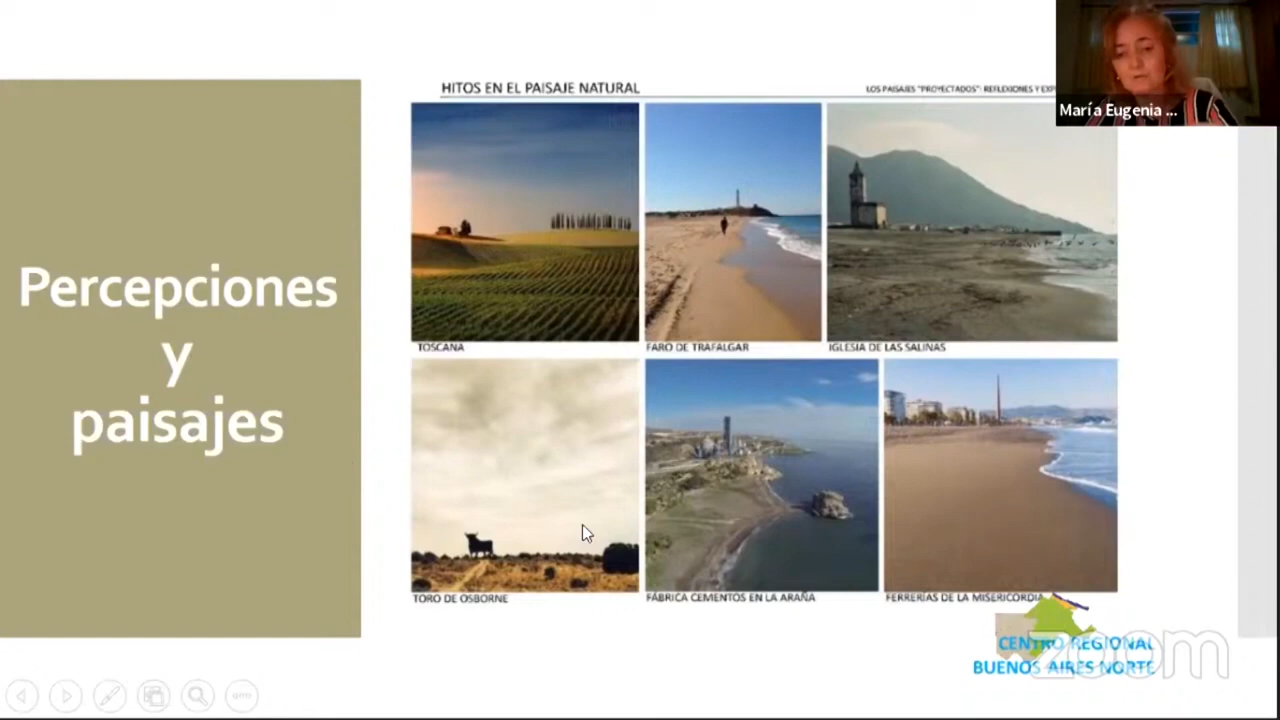 HITOS EN EL PAISAJE NATURAL
LOS PAISAJES "PROYECTADOS": REFLEXIONES Y
María Eugenia ...
Percepciones
y
paisajes
TOSCANA
FARO DE TRAFALGAR
IGLESIA DE LAS SALINAS
TORO DE OSBORNE
FÁBRICA CEMENTOS EN LA ARAÑA
FERRERÍAS DE LA MISERICORDIA
CENTRO REGIONAL
BUENOS AIRES NORTE
zoom